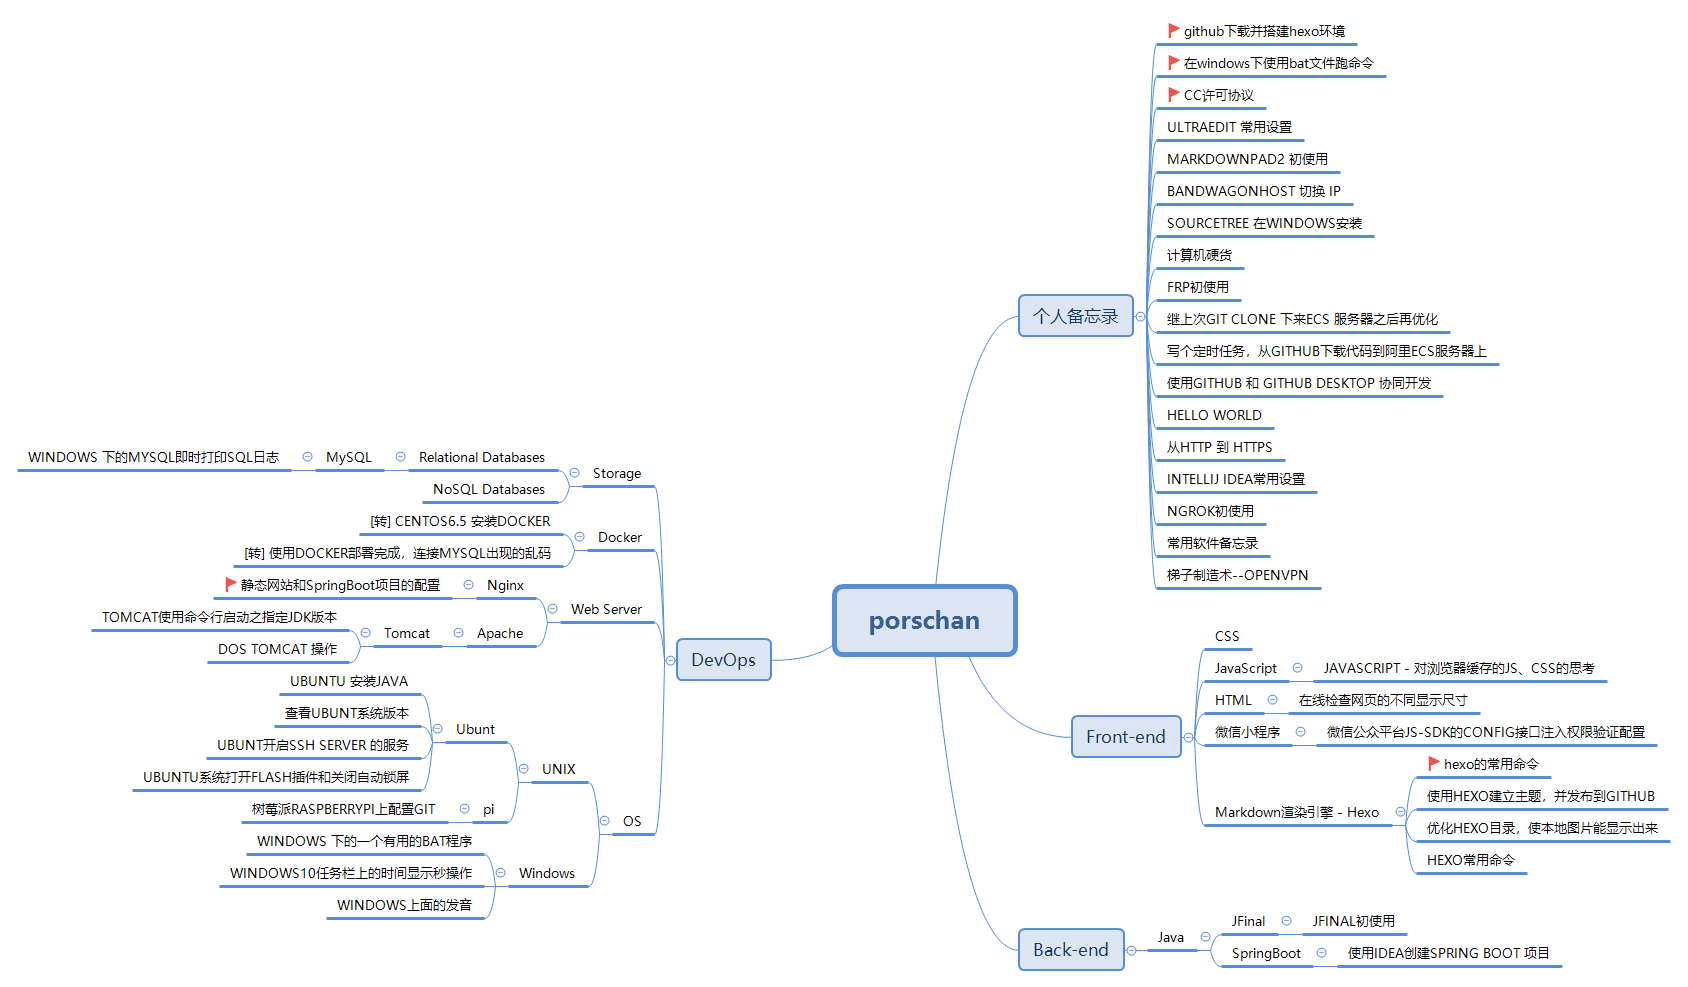 porschan
个人备忘录
github下载并搭建hexo环境
在windows下使用bat文件跑命令
CC许可协议
ULTRAEDIT 常用设置
MARKDOWNPAD2 初使用
BANDWAGONHOST 切换 IP
SOURCETREE 在WINDOWS安装
计算机硬货
FRP初使用
继上次GIT CLONE 下来ECS 服务器之后再优化
写个定时任务，从GITHUB下载代码到阿里ECS服务器上
使用GITHUB 和 GITHUB DESKTOP 协同开发
HELLO WORLD
从HTTP 到 HTTPS
INTELLIJ IDEA常用设置
NGROK初使用
常用软件备忘录
梯子制造术--OPENVPN
Front-end
CSS
JavaScript
JAVASCRIPT - 对浏览器缓存的JS、CSS的思考
HTML
在线检查网页的不同显示尺寸
微信小程序
微信公众平台JS-SDK的CONFIG接口注入权限验证配置
Markdown渲染引擎 - Hexo
hexo的常用命令
使用HEXO建立主题，并发布到GITHUB
优化HEXO目录，使本地图片能显示出来
HEXO常用命令
Back-end
Java
JFinal
JFINAL初使用
SpringBoot
使用IDEA创建SPRING BOOT 项目
DevOps
Storage
Relational Databases
MySQL
WINDOWS 下的MYSQL即时打印SQL日志
NoSQL Databases
Docker
[转] CENTOS6.5 安装DOCKER
[转] 使用DOCKER部署完成，连接MYSQL出现的乱码
Web Server
Nginx
静态网站和SpringBoot项目的配置
Apache
Tomcat
TOMCAT使用命令行启动之指定JDK版本
DOS TOMCAT 操作
OS
UNIX
Ubunt
UBUNTU 安装JAVA
查看UBUNT系统版本
UBUNT开启SSH SERVER 的服务
UBUNTU系统打开FLASH插件和关闭自动锁屏
pi
树莓派RASPBERRYPI上配置GIT
Windows
WINDOWS 下的一个有用的BAT程序
WINDOWS10任务栏上的时间显示秒操作
WINDOWS上面的发音